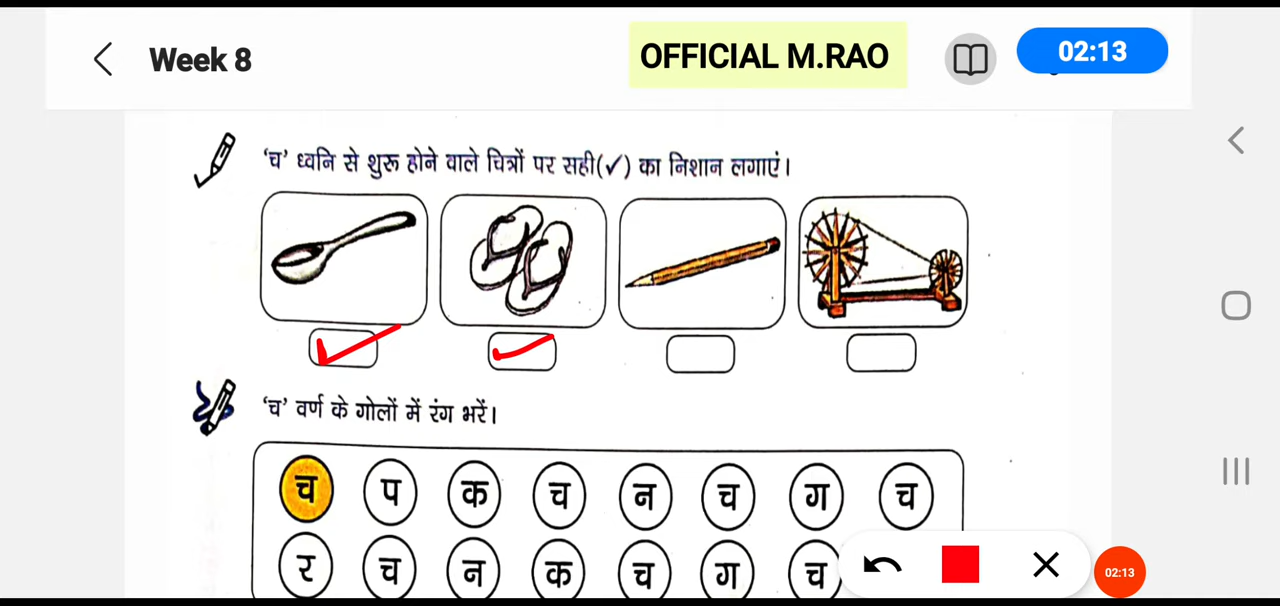 Week 8
OFFICIAL M.RAO
02:13
'च' ध्वनि से शुरू होने वाले चित्रों पर सही(✓) का निशान लगाएं।
'च' वर्ण के गोलों में रंग भरें।
च प क च न च ग च
र च न क च ग च
02:13